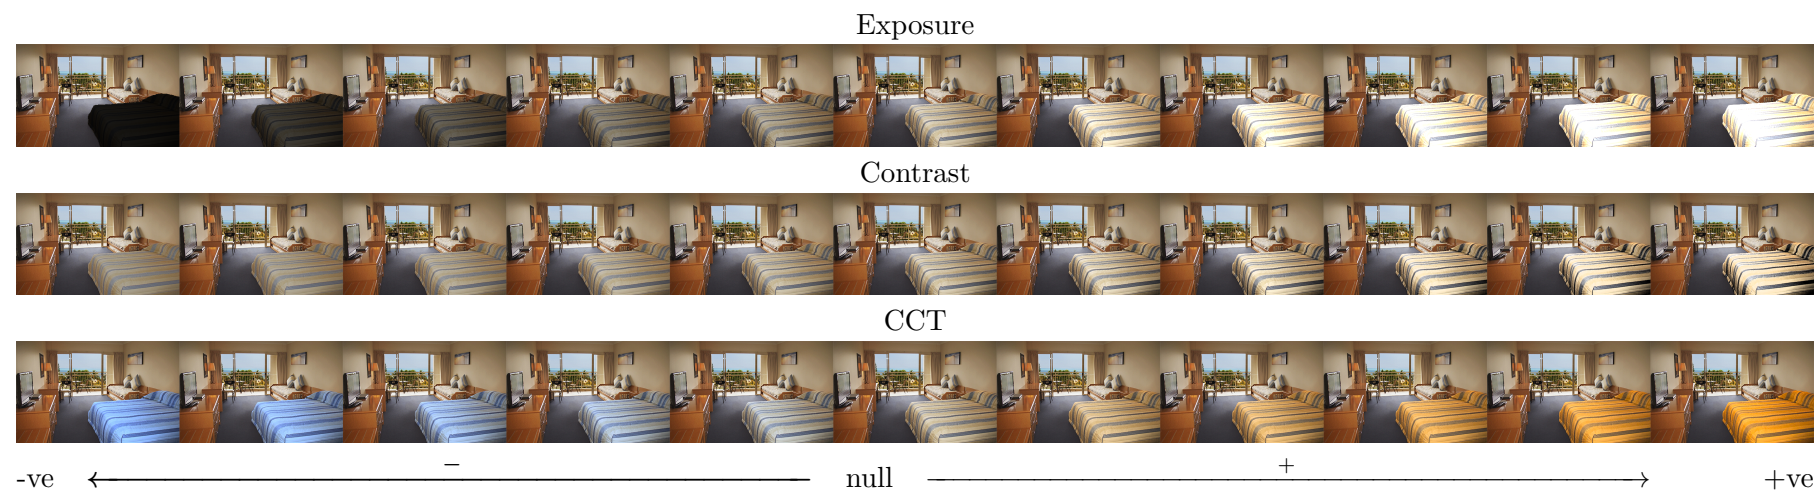 Exposure
Contrast
CCT
-ve − null + +ve